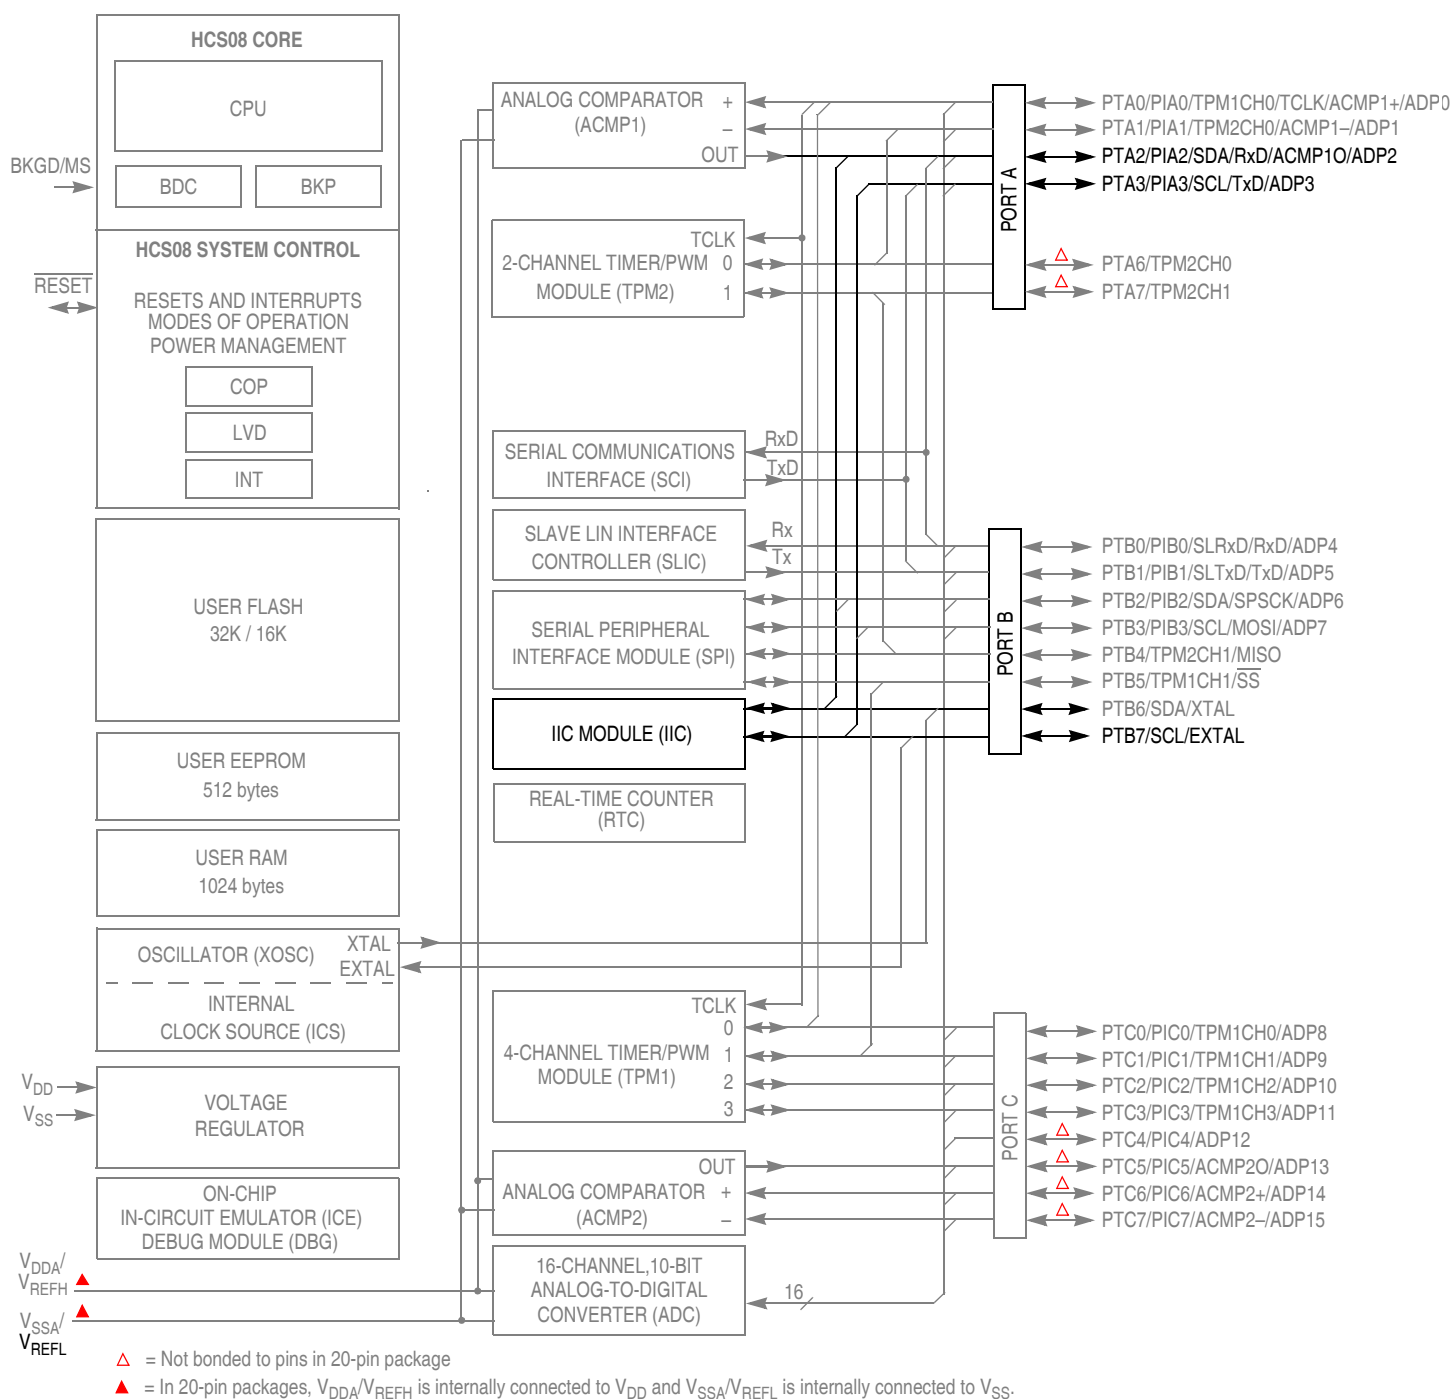 HCS08 CORE
CPU
BKGD/MS
BDC
BKP
HCS08 SYSTEM CONTROL
RESET
RESETS AND INTERRUPTS
MODES OF OPERATION
POWER MANAGEMENT
COP
LVD
INT
USER FLASH
32K / 16K
USER EEPROM
512 bytes
USER RAM
1024 bytes
OSCILLATOR (XOSC)
XTAL
EXTAL
INTERNAL
CLOCK SOURCE (ICS)
VDD
VSS
VOLTAGE
REGULATOR
ON-CHIP
IN-CIRCUIT EMULATOR (ICE)
DEBUG MODULE (DBG)
VDDA/
VREFH
VSSA/
VREFL
ANALOG COMPARATOR
(ACMP1)
+
–
OUT
TCLK
2-CHANNEL TIMER/PWM
MODULE (TPM2)
0
1
SERIAL COMMUNICATIONS
INTERFACE (SCI)
RxD
TxD
SLAVE LIN INTERFACE
CONTROLLER (SLIC)
Rx
Tx
SERIAL PERIPHERAL
INTERFACE MODULE (SPI)
IIC MODULE (IIC)
REAL-TIME COUNTER
(RTC)
TCLK
0
4-CHANNEL TIMER/PWM
MODULE (TPM1)
1
2
3
OUT
ANALOG COMPARATOR
(ACMP2)
+
–
16-CHANNEL,10-BIT
ANALOG-TO-DIGITAL
CONVERTER (ADC)
16
PORT A
PTA0/PIA0/TPM1CH0/TCLK/ACMP1+/ADP0
PTA1/PIA1/TPM2CH0/ACMP1–/ADP1
PTA2/PIA2/SDA/RxD/ACMP1O/ADP2
PTA3/PIA3/SCL/TxD/ADP3
PTA6/TPM2CH0
PTA7/TPM2CH1
PORT B
PTB0/PIB0/SLRxD/RxD/ADP4
PTB1/PIB1/SLTxD/TxD/ADP5
PTB2/PIB2/SDA/SPSCK/ADP6
PTB3/PIB3/SCL/MOSI/ADP7
PTB4/TPM2CH1/MISO
PTB5/TPM1CH1/SS
PTB6/SDA/XTAL
PTB7/SCL/EXTAL
PORT C
PTC0/PIC0/TPM1CH0/ADP8
PTC1/PIC1/TPM1CH1/ADP9
PTC2/PIC2/TPM1CH2/ADP10
PTC3/PIC3/TPM1CH3/ADP11
PTC4/PIC4/ADP12
PTC5/PIC5/ACMP2O/ADP13
PTC6/PIC6/ACMP2+/ADP14
PTC7/PIC7/ACMP2–/ADP15
△ = Not bonded to pins in 20-pin package
▲ = In 20-pin packages, VDDA/VREFH is internally connected to VDD and VSSA/VREFL is internally connected to VSS.